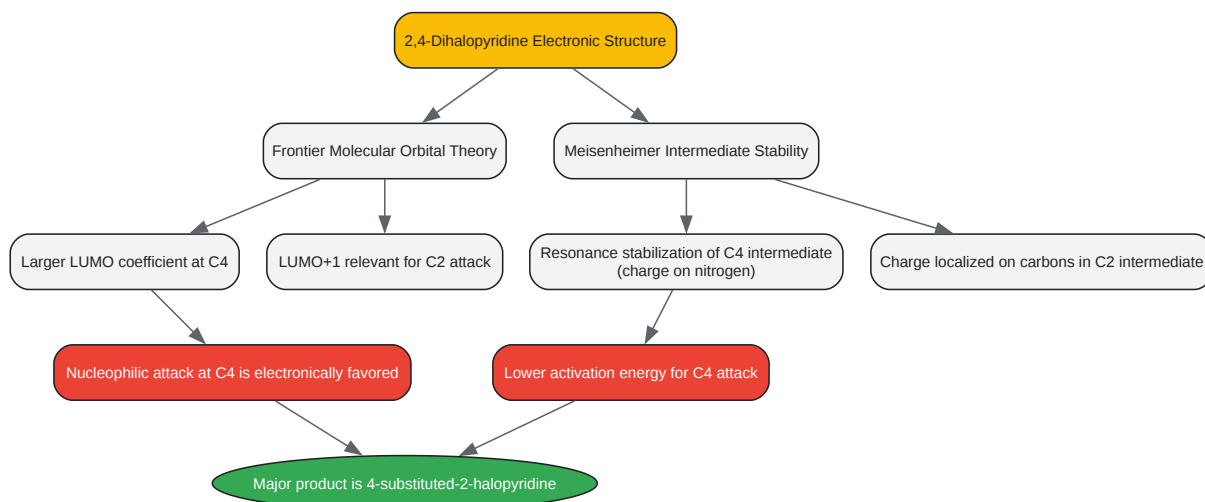 2,4-Dihalopyridine Electronic Structure
Frontier Molecular Orbital Theory
Meisenheimer Intermediate Stability
Larger LUMO coefficient at C4
LUMO+1 relevant for C2 attack
Resonance stabilization of C4 intermediate
(charge on nitrogen)
Charge localized on carbons in C2 intermediate
Nucleophilic attack at C4 is electronically favored
Lower activation energy for C4 attack
Major product is 4-substituted-2-halopyridine